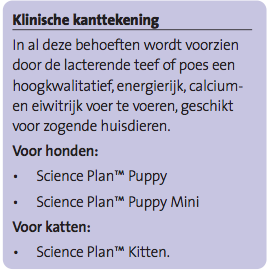 Klinische kanttekening
In al deze behoeften wordt voorzien
door de lacterende teef of poes een
hoogkwalitatief, energierijk, calcium-
en eiwitrijk voer te voeren, geschikt
voor zogende huisdieren.
Voor honden:
• Science Plan™ Puppy
• Science Plan™ Puppy Mini
Voor katten:
• Science Plan™ Kitten.